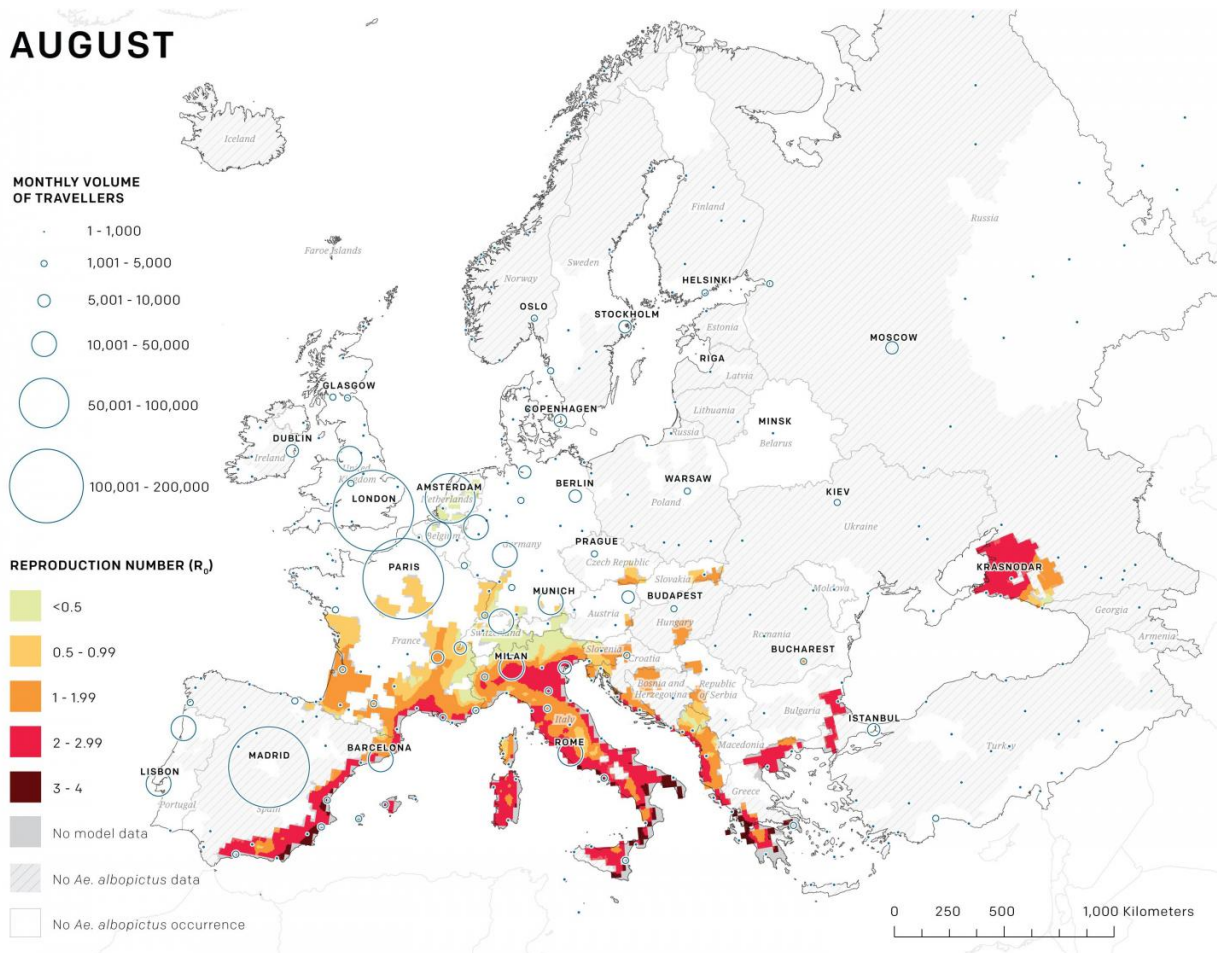 AUGUST
MONTHLY VOLUME
OF TRAVELLERS
1 - 1,000
1,001 - 5,000
5,001 - 10,000
10,001 - 50,000
50,001 - 100,000
100,001 - 200,000
REPRODUCTION NUMBER (R₀)
<0.5
0.5 - 0.99
1 - 1.99
2 - 2.99
3 - 4
No model data
No Ae. albopictus data
No Ae. albopictus occurrence
Iceland
Faroe Islands
Norway
Sweden
Finland
Russia
HELSINKI
OSLO
STOCKHOLM
Estonia
MOSCOW
RIGA
Latvia
GLASGOW
COPENHAGEN
Lithuania
Russia
MINSK
Belarus
DUBLIN
Ireland
United
Kingdom
LONDON
AMSTERDAM
Netherlands
BERLIN
WARSAW
Poland
KIEV
Ukraine
Belgium
Germany
PRAGUE
Czech Republic
PARIS
Slovakia
KRASNODAR
MUNICH
Austria
BUDAPEST
Hungary
Moldova
Georgia
France
Switzerland
Romania
Armenia
MILAN
Slovenia
Croatia
BUCHAREST
Bosnia and
Herzegovina
Republic
of Serbia
Italy
Bulgaria
ISTANBUL
ROME
Macedonia
Turkey
BARCELONA
MADRID
Greece
LISBON
Portugal
Spain
0 250 500 1,000 Kilometers